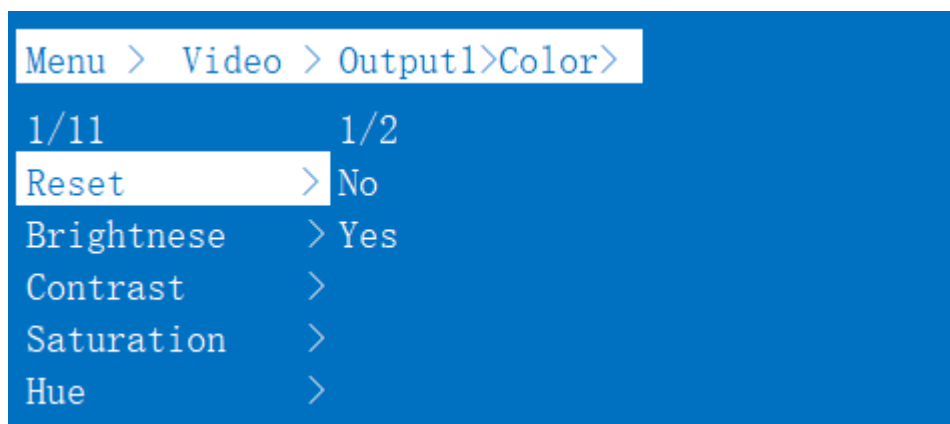 Menu > Video > Output1>Color>
1/11 1/2
Reset > No
Brightnese > Yes
Contrast >
Saturation >
Hue >